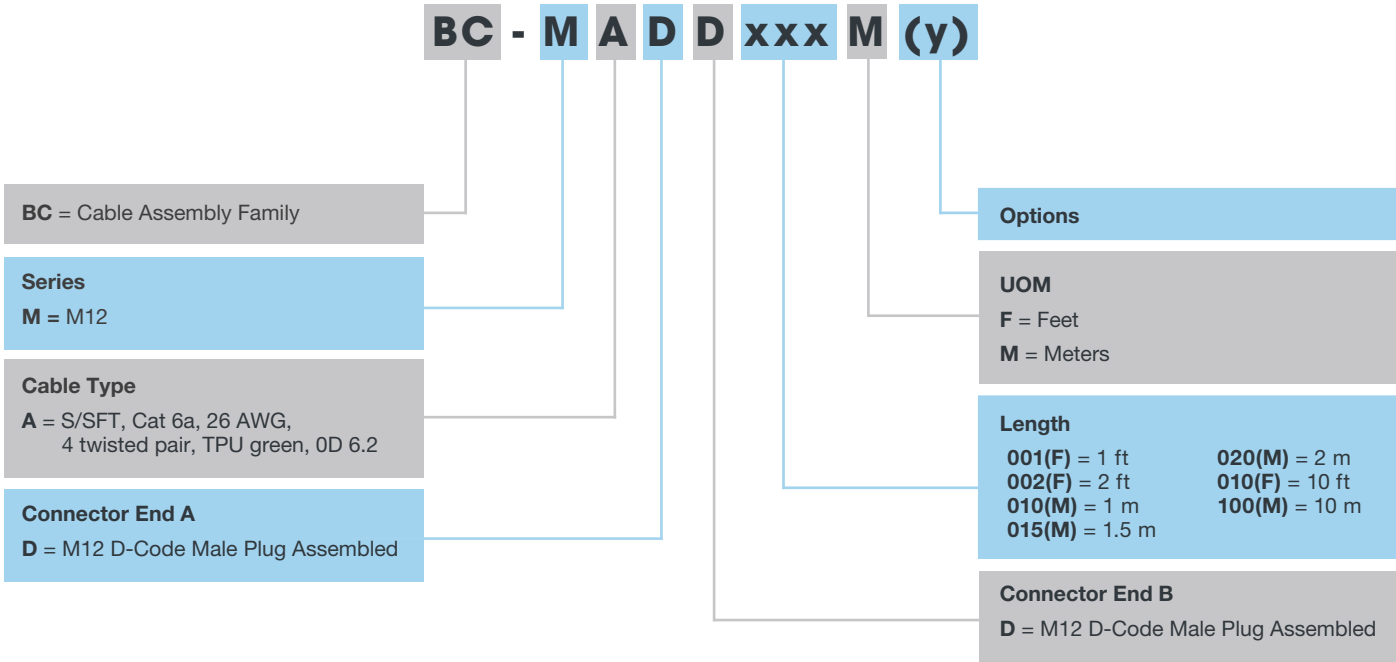 BC - M A D D xxx M (y)
BC = Cable Assembly Family
Series
M = M12
Cable Type
A = S/SFT, Cat 6a, 26 AWG,
4 twisted pair, TPU green, 0D 6.2
Connector End A
D = M12 D-Code Male Plug Assembled
Options
UOM
F = Feet
M = Meters
Length
001(F) = 1 ft
002(F) = 2 ft
010(M) = 1 m
015(M) = 1.5 m
020(M) = 2 m
010(F) = 10 ft
100(M) = 10 m
Connector End B
D = M12 D-Code Male Plug Assembled